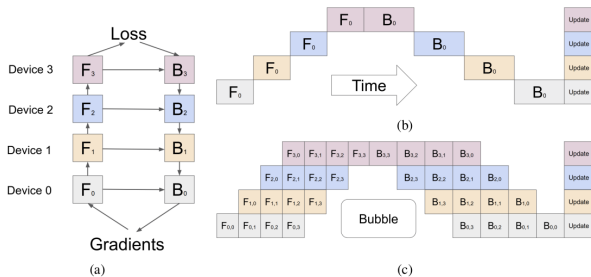 Loss
Device 3 F3 B3
Device 2 F2 B2
Device 1 F1 B1
Device 0 F0 B0
Gradients
(a)
F0 B0 Update
F0 B0 Update
F0 B0 Update
F0 Time B0 Update
(b)
F3,0 F3,1 F3,2 F3,3 B3,3 B3,2 B3,1 B3,0 Update
F2,0 F2,1 F2,2 F2,3 B2,3 B2,2 B2,1 B2,0 Update
F1,0 F1,1 F1,2 F1,3 B1,3 B1,2 B1,1 B1,0 Update
F0,0 F0,1 F0,2 F0,3 Bubble B0,3 B0,2 B0,1 B0,0 Update
(c)